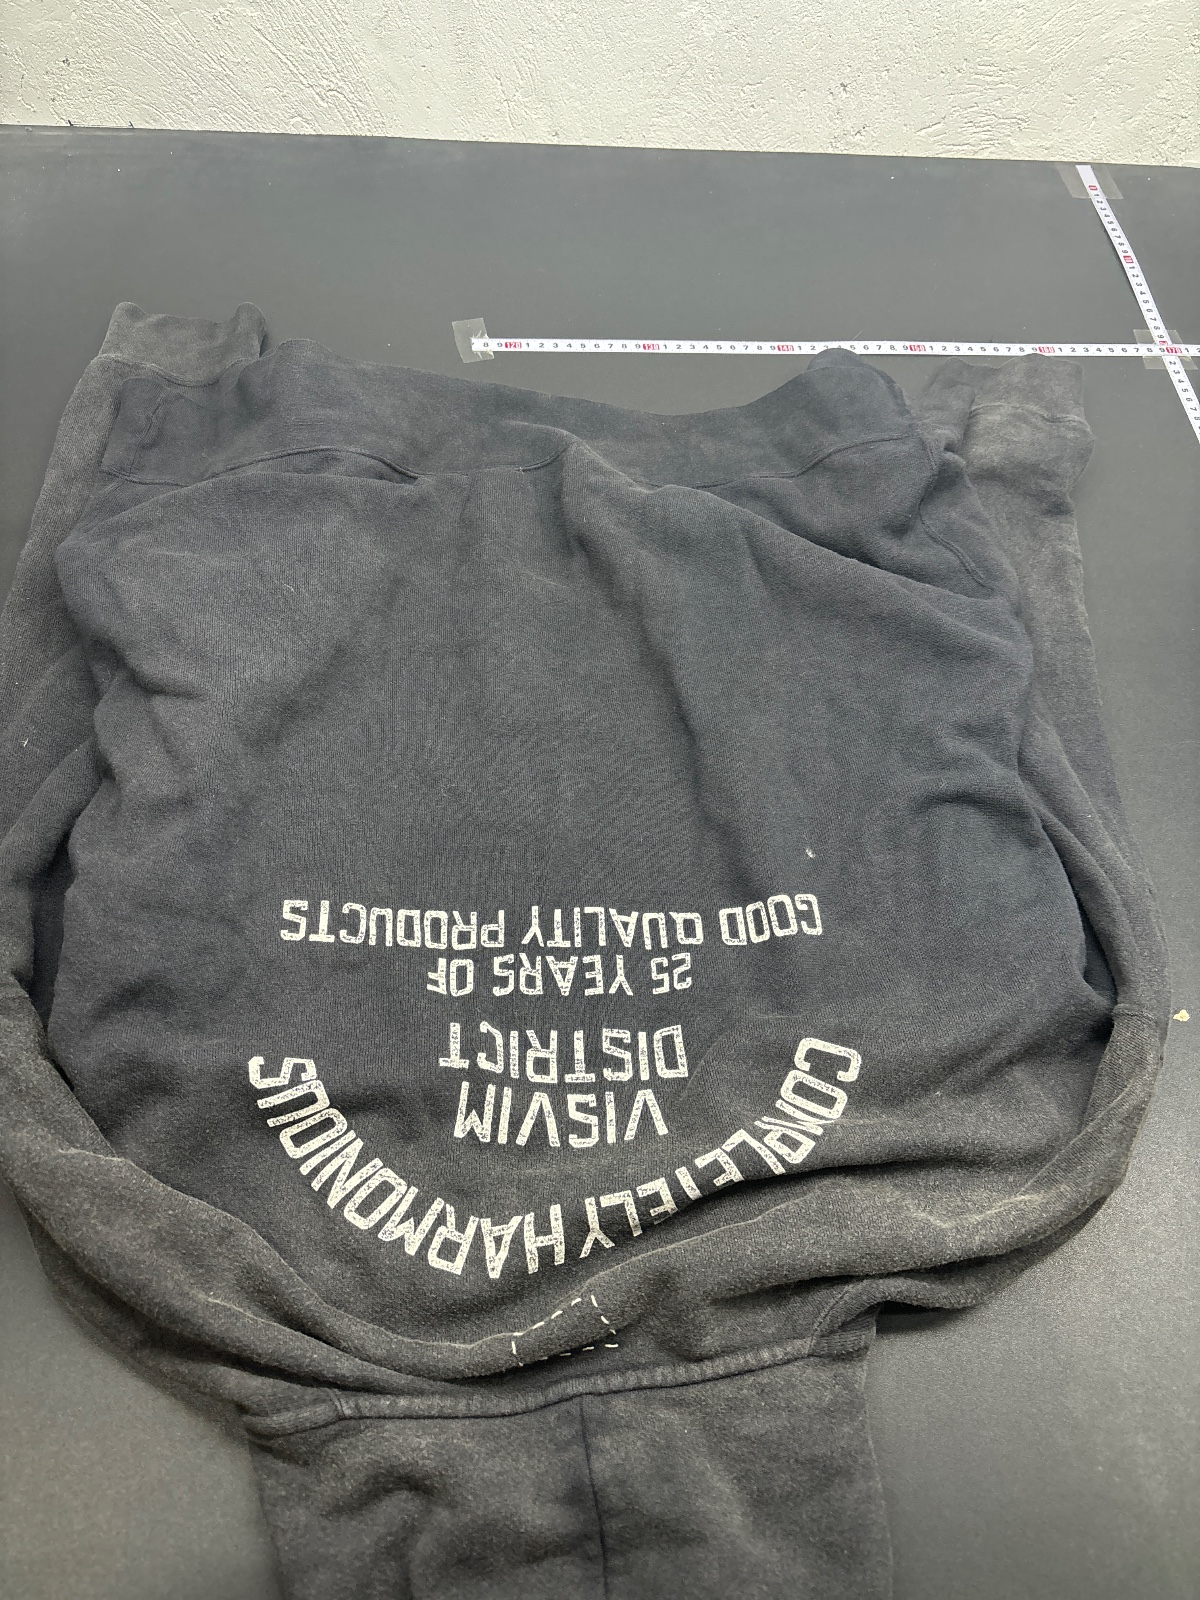 COMPLETELY HARMONIOUS
VISVIM
DISTRICT
25 YEARS OF
GOOD QUALITY PRODUCTS